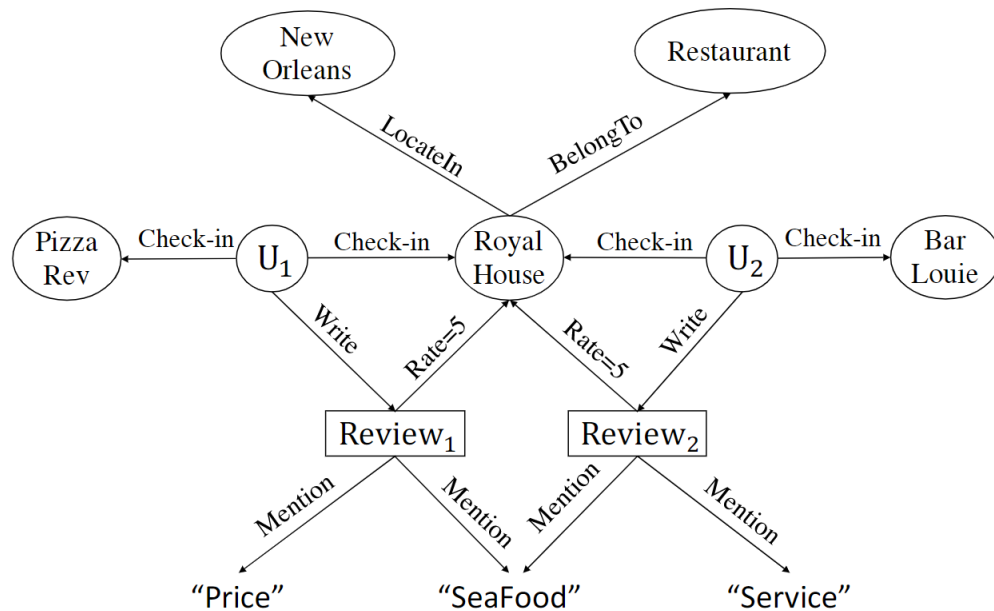 New
Orleans
Restaurant
LocateIn
BelongTo
Pizza
Rev
Check-in
U₁
Check-in
Royal
House
Check-in
U₂
Check-in
Bar
Louie
Write
Rate=5
Rate=5
Write
Review₁
Review₂
Mention
Mention
Mention
Mention
“Price”
“SeaFood”
“Service”